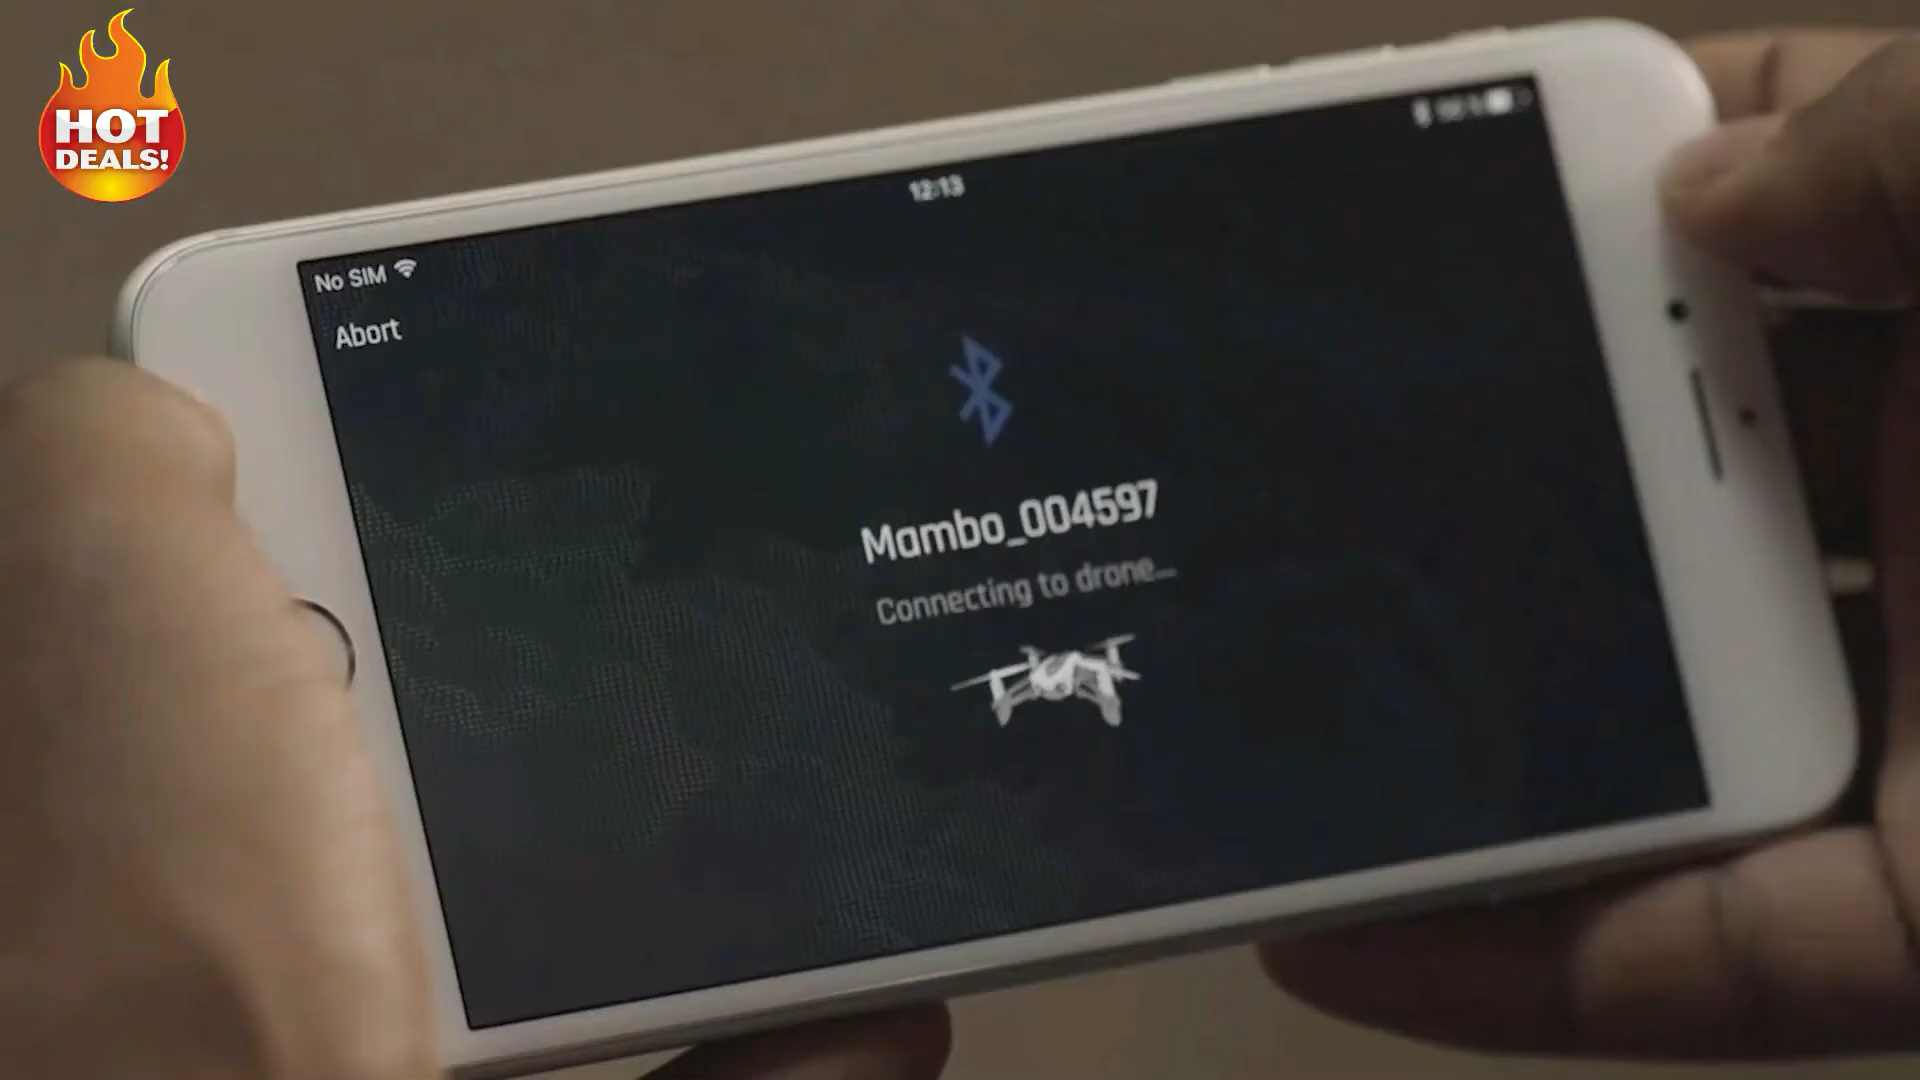 HOT
DEALS!
12:13
No SIM
Abort
Mambo_004597
Connecting to drone...